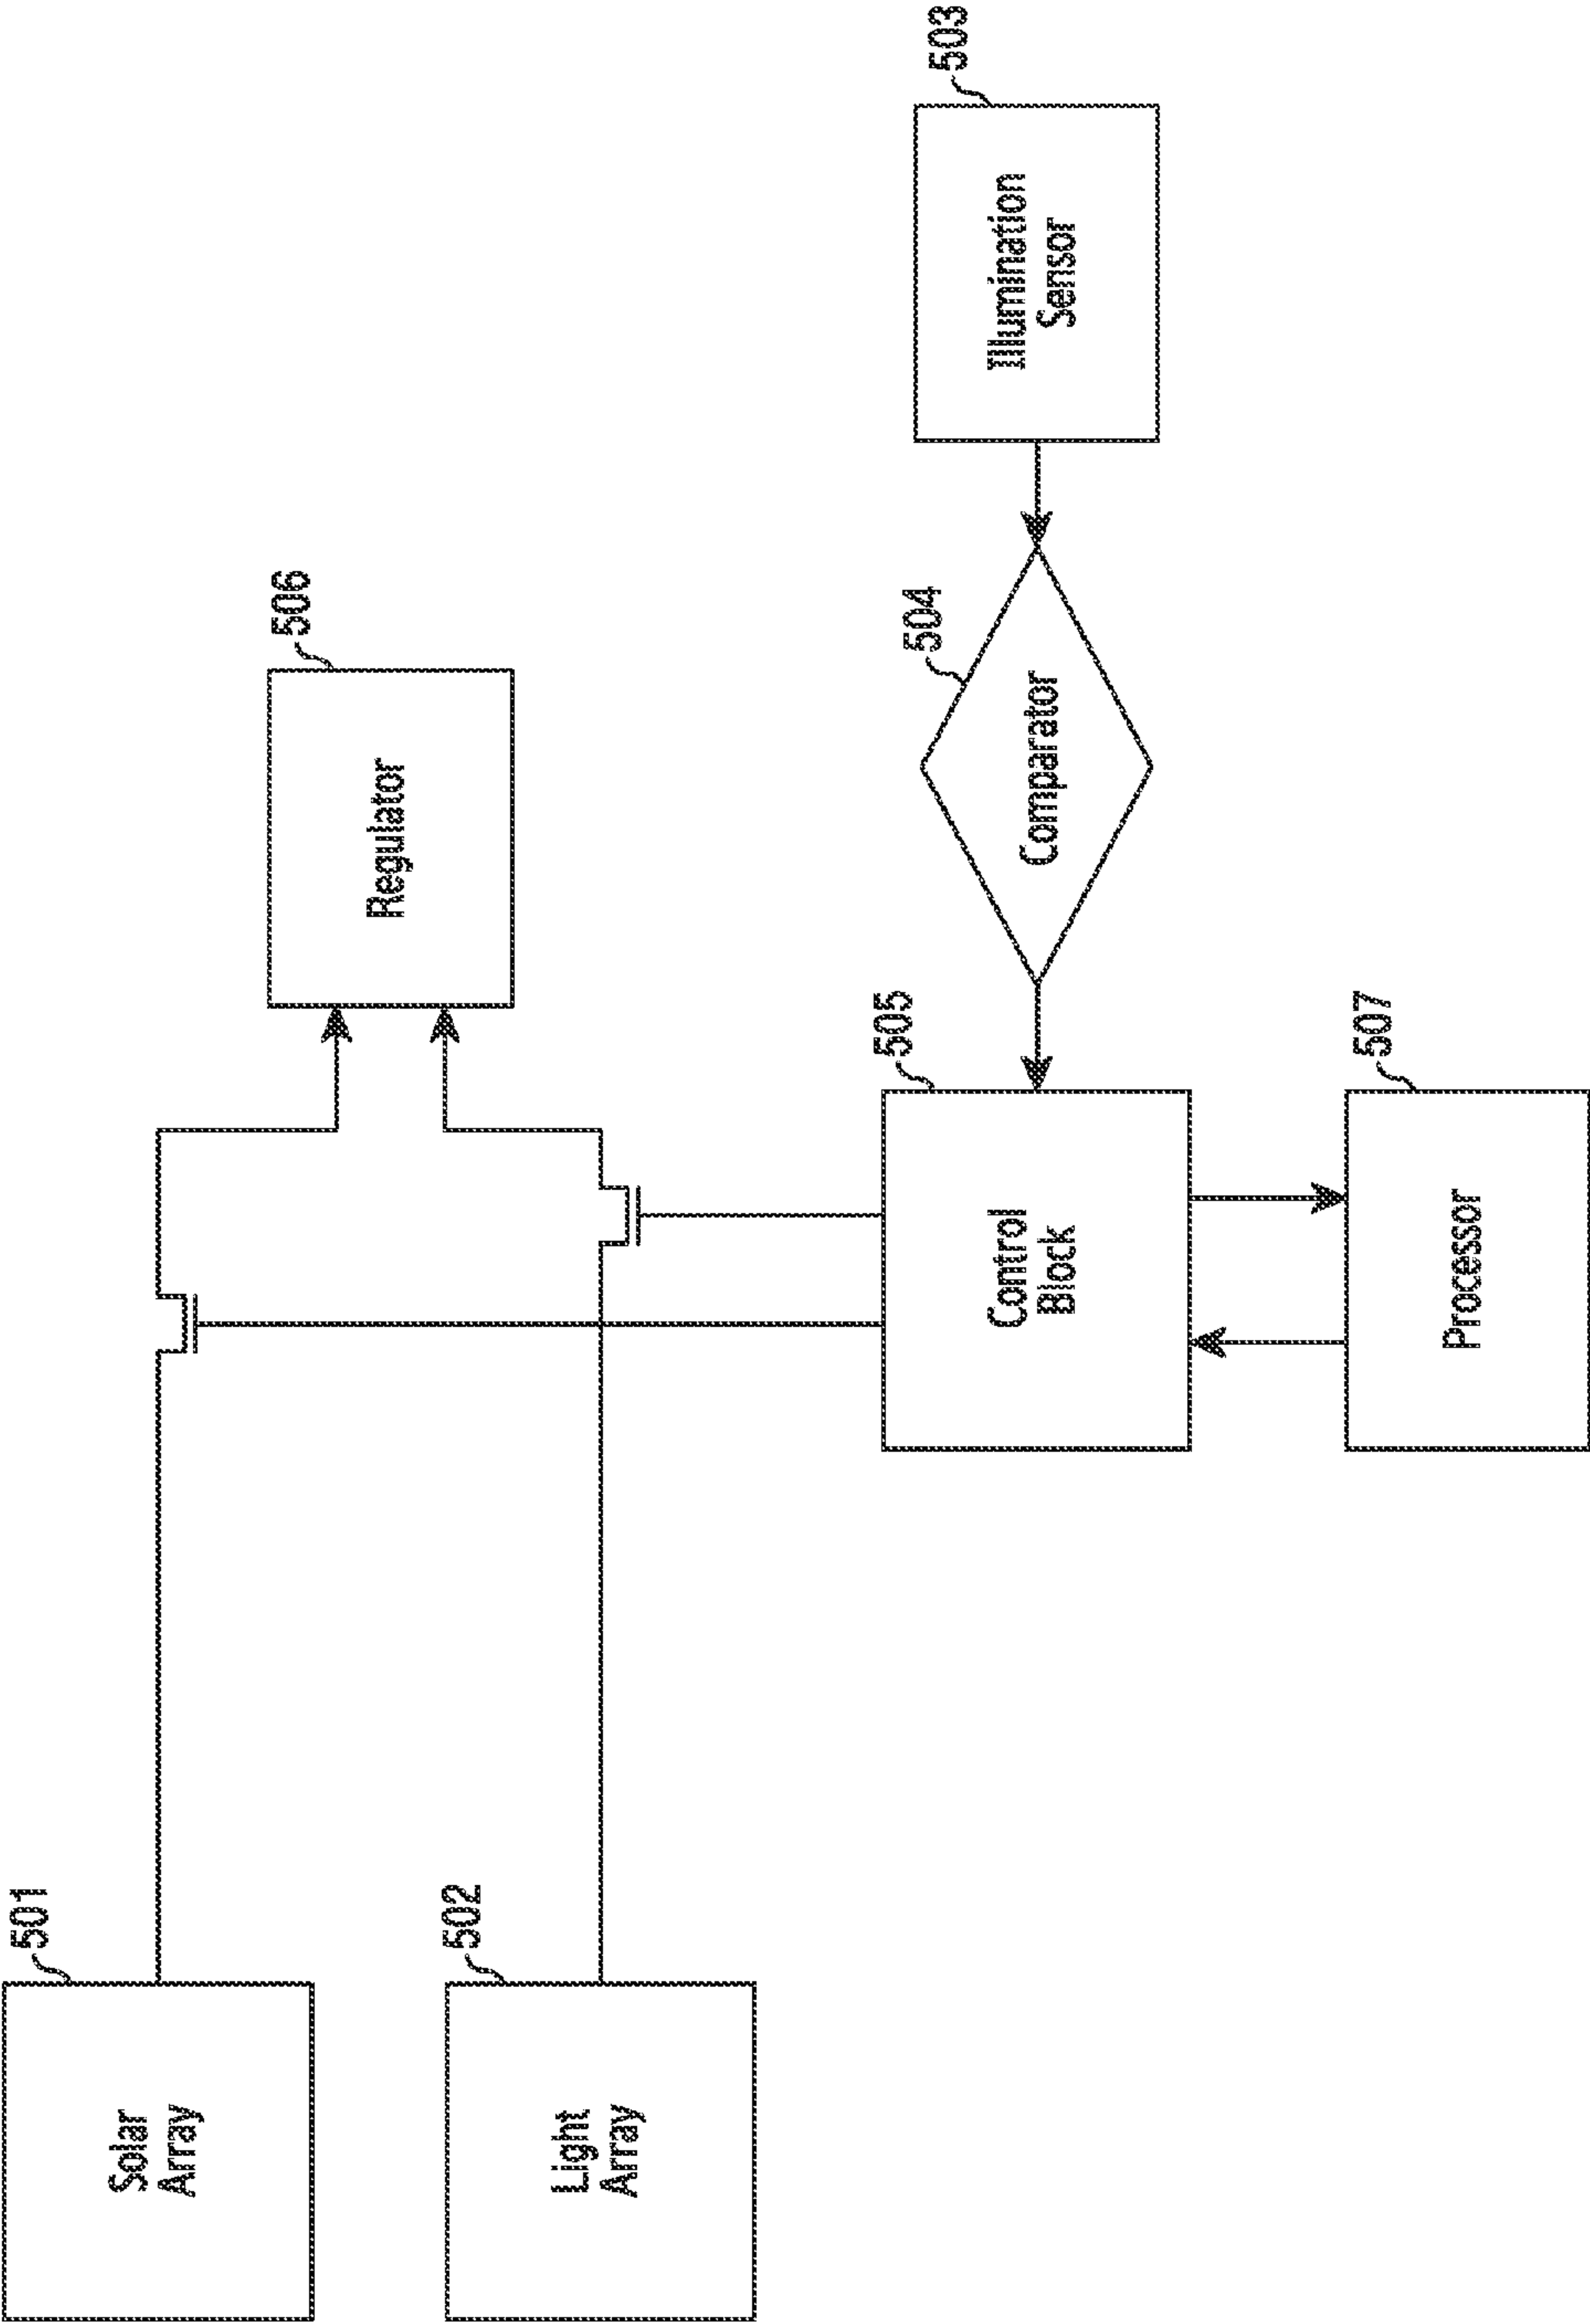 501
Solar
Array
502
Light
Array
506
Regulator
505
Control
Block
504
Comparator
503
Illumination
Sensor
507
Processor